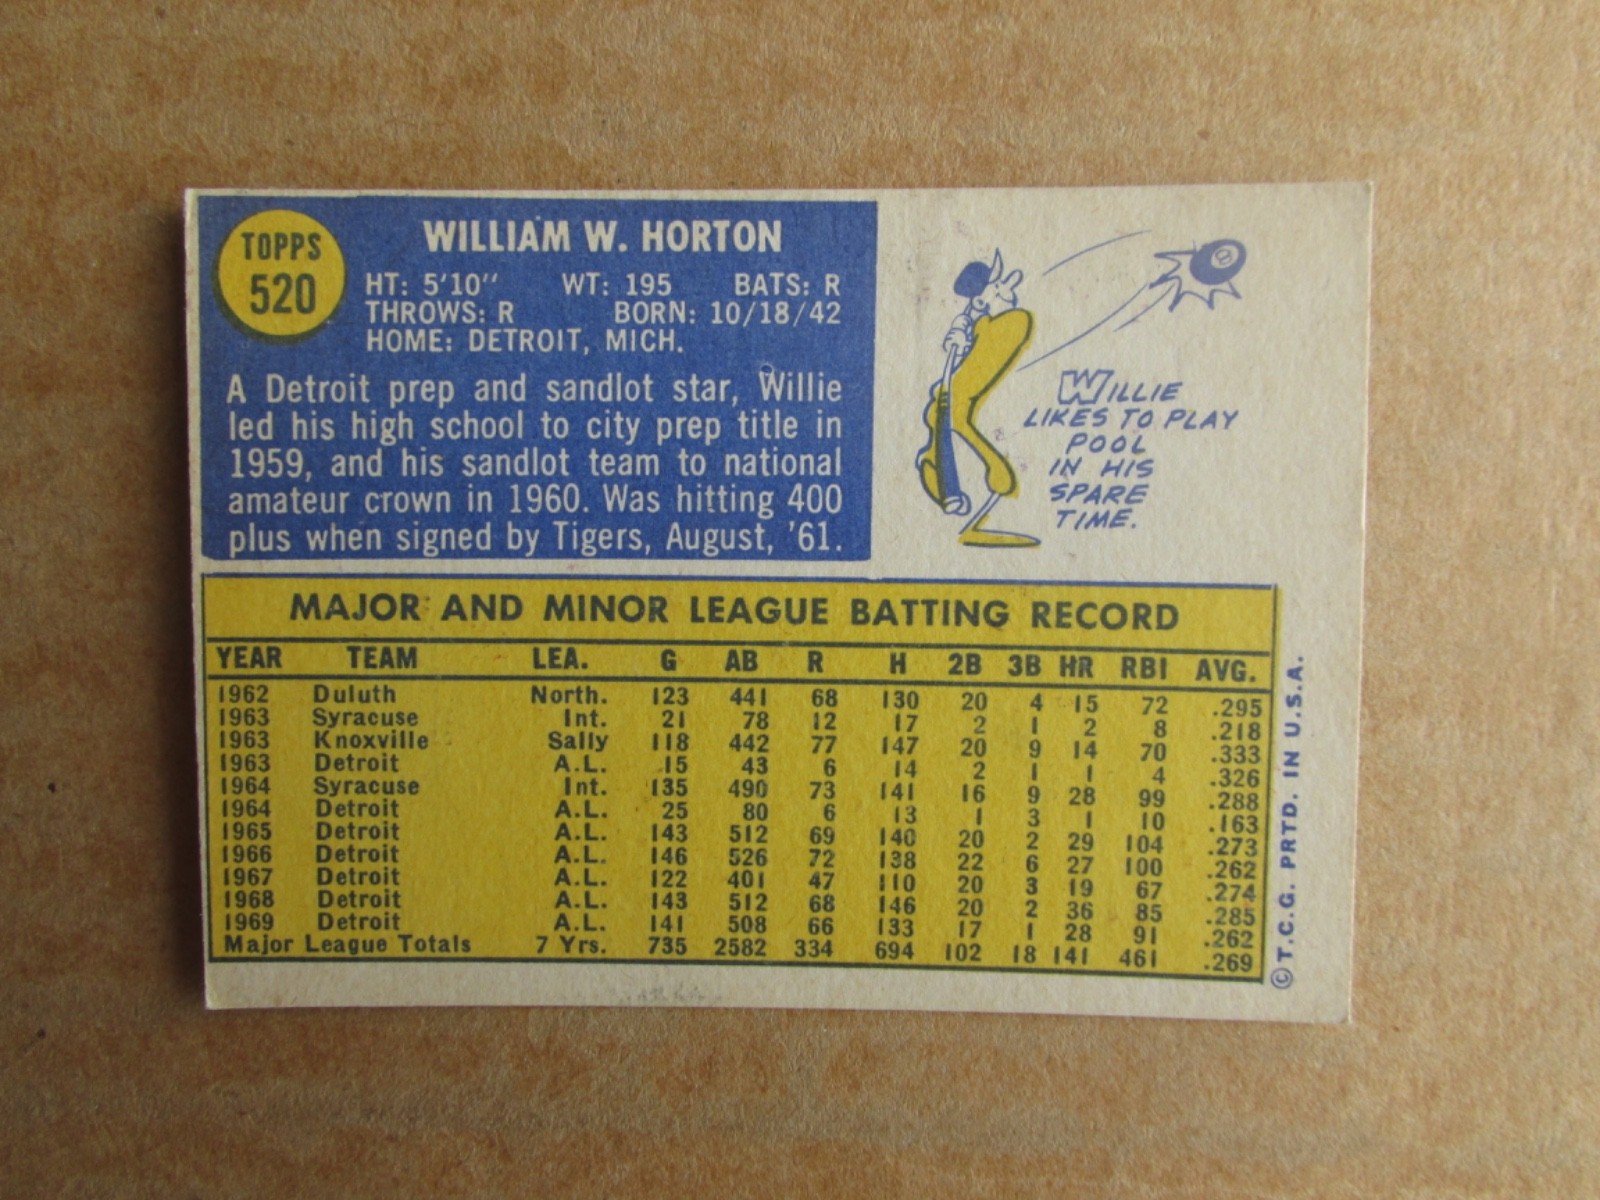 TOPPS
520
WILLIAM W. HORTON
HT: 5'10" WT: 195 BATS: R
THROWS: R BORN: 10/18/42
HOME: DETROIT, MICH.
A Detroit prep and sandlot star, Willie
led his high school to city prep title in
1959, and his sandlot team to national
amateur crown in 1960. Was hitting 400
plus when signed by Tigers, August, '61.
8
WILLIE
LIKES TO PLAY
POOL
IN HIS
SPARE
TIME.
MAJOR AND MINOR LEAGUE BATTING RECORD
YEAR TEAM LEA. G AB R H 2B 3B HR RBI AVG.
1962 Duluth North. 123 441 68 130 20 4 15 72 .295
1963 Syracuse Int. 21 78 12 17 2 1 2 8 .218
1963 Knoxville Sally 118 442 77 147 20 9 14 70 .333
1963 Detroit A.L. 15 43 6 14 2 1 1 4 .326
1964 Syracuse Int. 135 490 73 141 16 9 28 99 .288
1964 Detroit A.L. 25 80 6 13 1 3 1 10 .163
1965 Detroit A.L. 143 512 69 140 20 2 29 104 .273
1966 Detroit A.L. 146 526 72 138 22 6 27 100 .262
1967 Detroit A.L. 122 401 47 110 20 3 19 67 .274
1968 Detroit A.L. 143 512 68 146 20 2 36 85 .285
1969 Detroit A.L. 141 508 66 133 17 1 28 91 .262
Major League Totals 7 Yrs. 735 2582 334 694 102 18 141 461 .269
©T.C.G. PRTD. IN U.S.A.